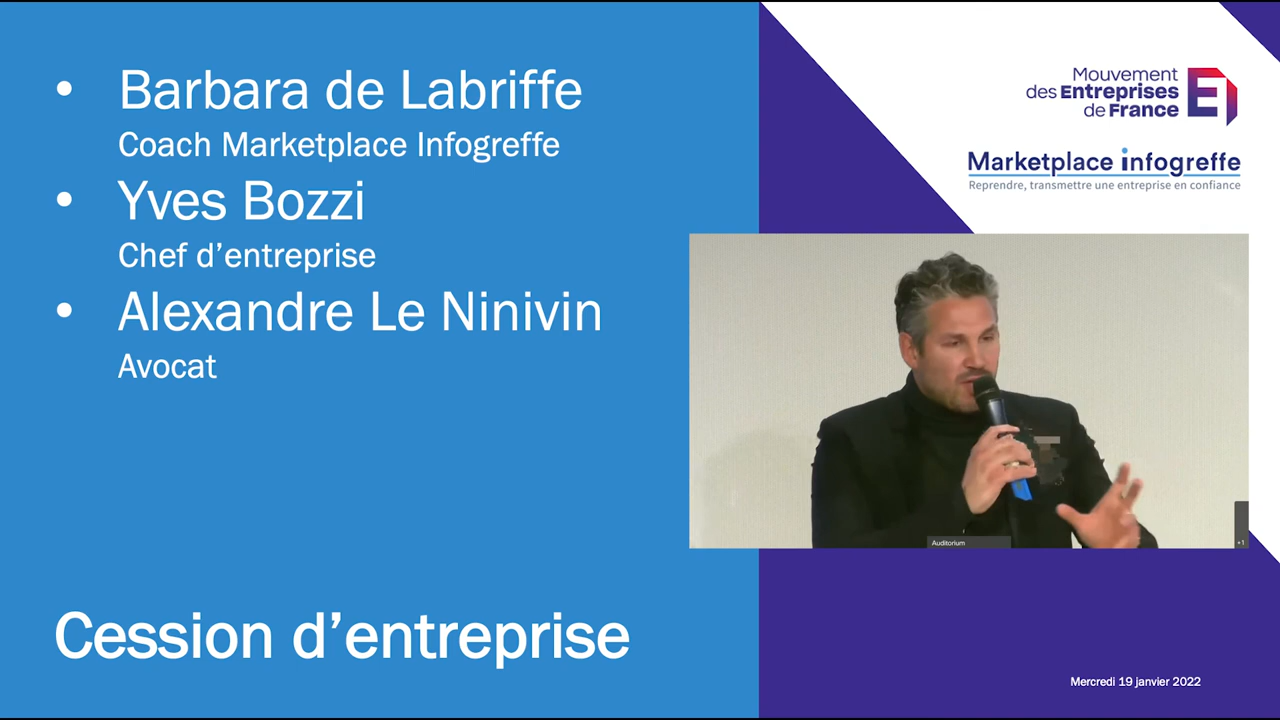 Barbara de Labriffe
Coach Marketplace Infogreffe
Yves Bozzi
Chef d’entreprise
Alexandre Le Ninivin
Avocat
Cession d’entreprise
Mouvement
des Entreprises
de France
Marketplace infogreffe
Reprendre, transmettre une entreprise en confiance
Auditorium
+1
Mercredi 19 janvier 2022